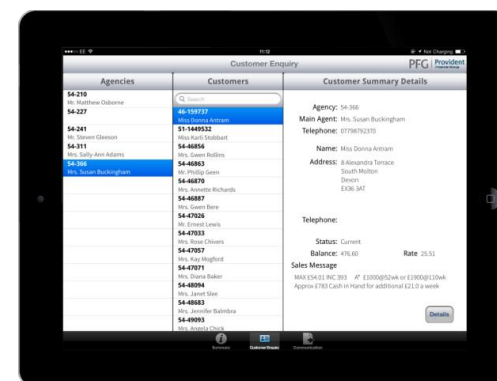 EE 11:12 Not Charging
Customer Enquiry
PFG Provident
Agencies
54-210
Mr. Matthew Osborne
54-227
54-241
Mr. Steven Gleeson
54-311
Mrs. Sally-Ann Adams
54-366
Mrs. Susan Buckingham
Customers
Search
46-159737
Miss Donna Antram
51-1449532
Miss Karli Stobbart
54-46856
Mrs. Gwen Rollins
54-46863
Mr. Philip Geen
54-46870
Mrs. Annette Richards
54-46887
Mrs. Gwen Bere
54-47026
Mr. Ernest Lewis
54-47033
Mrs. Rose Chivers
54-47057
Mrs. Kay Mogford
54-47071
Mrs. Diana Baker
54-48094
Mrs. Janet Slee
54-48683
Mrs. Jennifer Balmbra
54-49093
Mrs. Angela Chick
Customer Summary Details
Agency: 54-366
Main Agent: Mrs. Susan Buckingham
Telephone: 07798792370
Name: Miss Donna Antram
Address: 8 Alexandra Terrace
South Molton
Devon
EX36 3AT
Telephone:
Status: Current
Balance: 476.60 Rate 25.51
Sales Message
MAX £54.01 INC 393 A* £1000@52wk or £1900@110wk
Approx £783 Cash in Hand for additional £21.0 a week
Details
Summary
Customer Enquiry
Communication